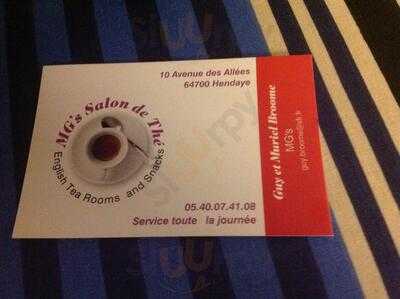 MG's Salon de Thé
English Tea Rooms and Snacks
10 Avenue des Allées
64700 Hendaye
05.40.07.41.08
Service toute la journée
Guy et Muriel Broome
MG's